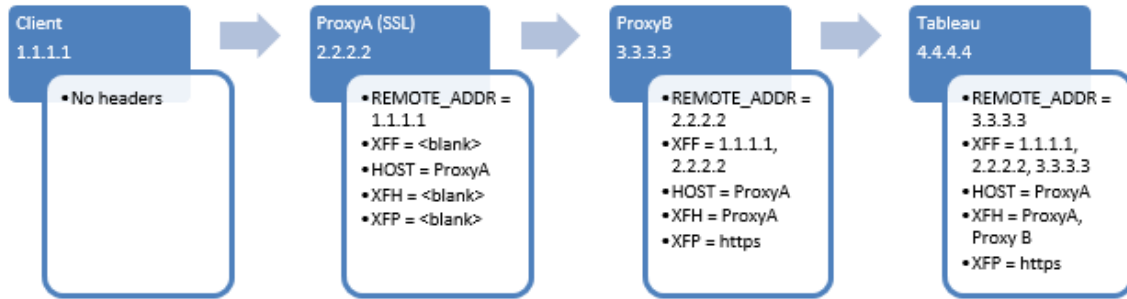 Client
1.1.1.1
• No headers
ProxyA (SSL)
2.2.2.2
• REMOTE_ADDR =
1.1.1.1
• XFF = <blank>
• HOST = ProxyA
• XFH = <blank>
• XFP = <blank>
ProxyB
3.3.3.3
• REMOTE_ADDR =
2.2.2.2
• XFF = 1.1.1.1,
2.2.2.2
• HOST = ProxyA
• XFH = ProxyA
• XFP = https
Tableau
4.4.4.4
• REMOTE_ADDR =
3.3.3.3
• XFF = 1.1.1.1,
2.2.2.2, 3.3.3.3
• HOST = ProxyA
• XFH = ProxyA,
Proxy B
• XFP = https